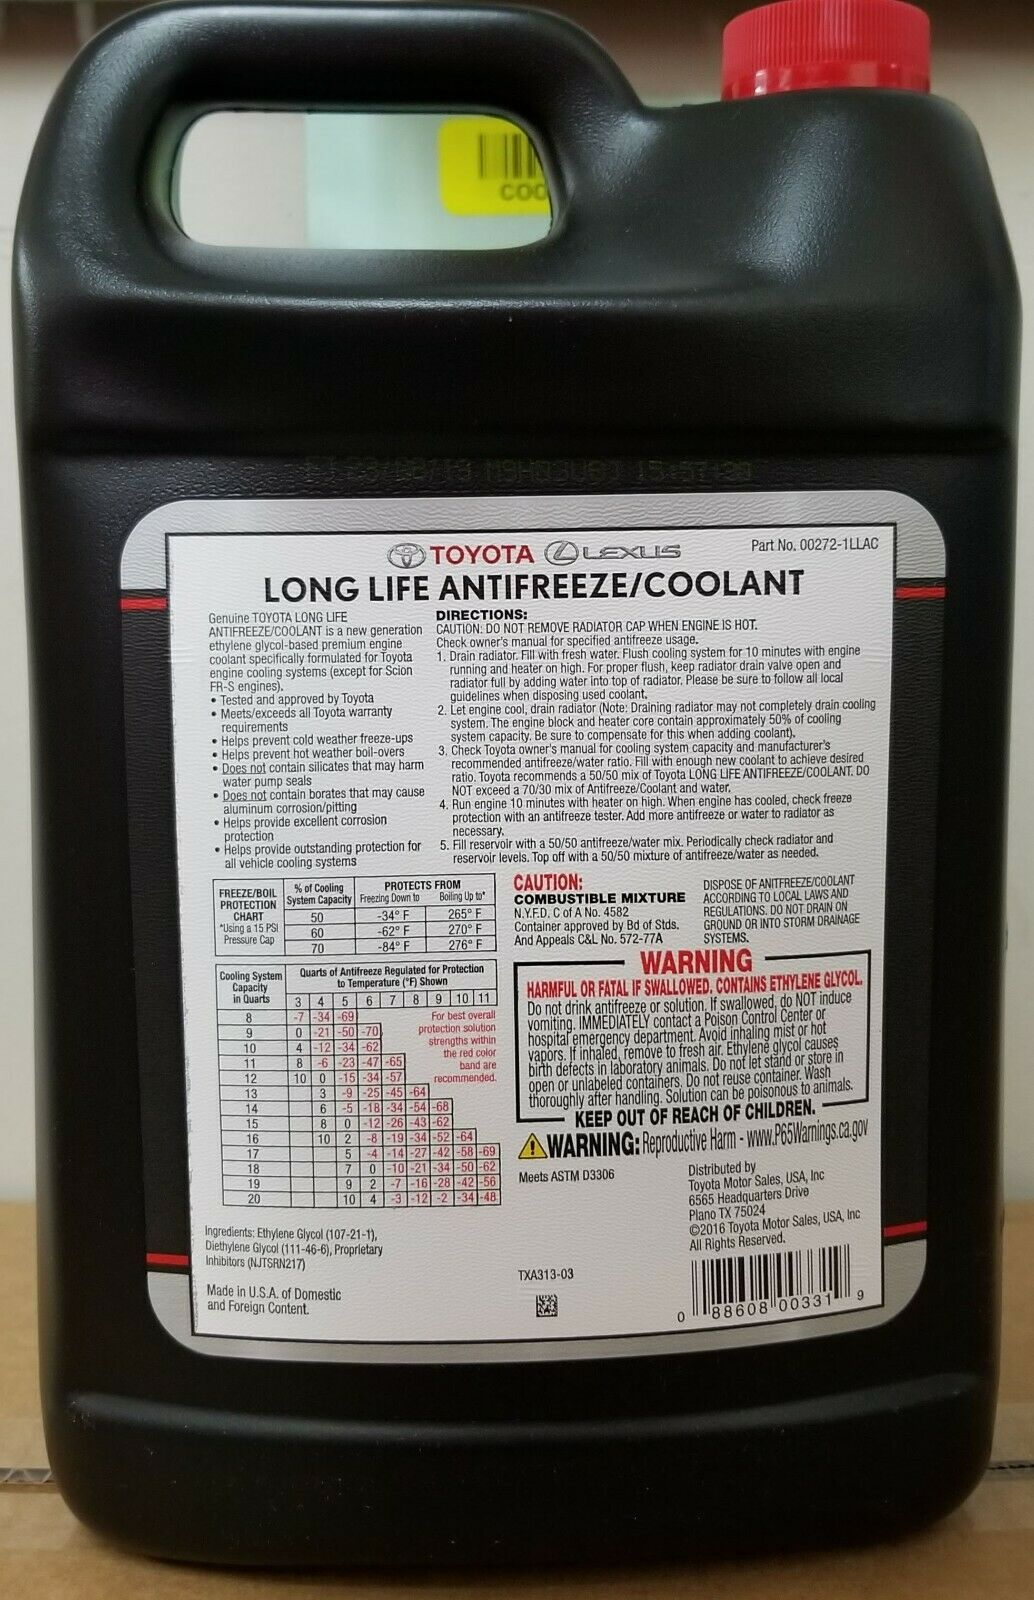 COO
15:57:30
TOYOTA LEXUS
Part No. 00272-1LLAC
LONG LIFE ANTIFREEZE/COOLANT
Genuine TOYOTA LONG LIFE
ANTIFREEZE/COOLANT is a new generation
ethylene glycol-based premium engine
coolant specifically formulated for Toyota
engine cooling systems (except for Scion
FR-S engines).
• Tested and approved by Toyota
• Meets/exceeds all Toyota warranty
requirements
• Helps prevent cold weather freeze-ups
• Helps prevent hot weather boil-overs
• Does not contain silicates that may harm
water pump seals
• Does not contain borates that may cause
aluminum corrosion/pitting
• Helps provide excellent corrosion
protection
• Helps provide outstanding protection for
all vehicle cooling systems
DIRECTIONS:
CAUTION: DO NOT REMOVE RADIATOR CAP WHEN ENGINE IS HOT.
Check owner's manual for specified antifreeze usage.
1. Drain radiator. Fill with fresh water. Flush cooling system for 10 minutes with engine
running and heater on high. For proper flush, keep radiator drain valve open and
radiator full by adding water into top of radiator. Please be sure to follow all local
guidelines when disposing used coolant.
2. Let engine cool, drain radiator (Note: Draining radiator may not completely drain cooling
system. The engine block and heater core contain approximately 50% of cooling
system capacity. Be sure to compensate for this when adding coolant).
3. Check Toyota owner's manual for cooling system capacity and manufacturer's
recommended antifreeze/water ratio. Fill with enough new coolant to achieve desired
ratio. Toyota recommends a 50/50 mix of Toyota LONG LIFE ANTIFREEZE/COOLANT. DO
NOT exceed a 70/30 mix of Antifreeze/Coolant and water.
4. Run engine 10 minutes with heater on high. When engine has cooled, check freeze
protection with an antifreeze tester. Add more antifreeze or water to radiator as
necessary.
5. Fill reservoir with a 50/50 antifreeze/water mix. Periodically check radiator and
reservoir levels. Top off with a 50/50 mixture of antifreeze/water as needed.
FREEZE/BOIL
PROTECTION
CHART
*Using a 15 PSI
Pressure Cap
% of Cooling
System Capacity
PROTECTS FROM
Freezing Down to Boiling Up to*
50 -34° F 265° F
60 -62° F 270° F
70 -84° F 276° F
Cooling System
Capacity
in Quarts
Quarts of Antifreeze Regulated for Protection
to Temperature (°F) Shown
3 4 5 6 7 8 9 10 11
8 -7 -34 -69
9 0 -21 -50 -70
10 4 -12 -34 -62
11 8 -6 -23 -47 -65
12 10 0 -15 -34 -57
13 3 -9 -25 -45 -64
14 6 -5 -18 -34 -54 -68
15 8 0 -12 -26 -43 -62
16 10 2 -8 -19 -34 -52 -64
17 5 -4 -14 -27 -42 -58 -69
18 7 0 -10 -21 -34 -50 -62
19 9 2 -7 -16 -28 -42 -56
20 10 4 -3 -12 -2 -34 -48
For best overall
protection solution
strengths within
the red color
band are
recommended.
CAUTION:
COMBUSTIBLE MIXTURE
N.Y.F.D. C of A No. 4582
Container approved by Bd of Stds.
And Appeals C&L No. 572-77A
DISPOSE OF ANITFREEZE/COOLANT
ACCORDING TO LOCAL LAWS AND
REGULATIONS. DO NOT DRAIN ON
GROUND OR INTO STORM DRAINAGE
SYSTEMS.
WARNING
HARMFUL OR FATAL IF SWALLOWED. CONTAINS ETHYLENE GLYCOL.
Do not drink antifreeze or solution. If swallowed, do NOT induce
vomiting. IMMEDIATELY contact a Poison Control Center or
hospital emergency department. Avoid inhaling mist or hot
vapors. If inhaled, remove to fresh air. Ethylene glycol causes
birth defects in laboratory animals. Do not let stand or store in
open or unlabeled containers. Do not reuse container. Wash
thoroughly after handling. Solution can be poisonous to animals.
KEEP OUT OF REACH OF CHILDREN.
WARNING: Reproductive Harm - www.P65Warnings.ca.gov
Meets ASTM D3306
Distributed by
Toyota Motor Sales, USA, Inc
6565 Headquarters Drive
Plano TX 75024
©2016 Toyota Motor Sales, USA, Inc
All Rights Reserved.
Ingredients: Ethylene Glycol (107-21-1),
Diethylene Glycol (111-46-6), Proprietary
Inhibitors (NJTSRN217)
Made in U.S.A. of Domestic
and Foreign Content.
TXA313-03
0 88608 00331 9